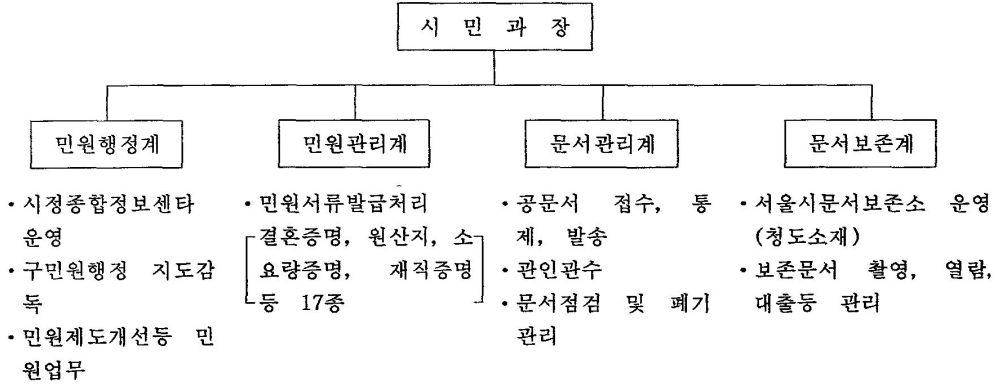 시 민 과 장
민원행정계
민원관리계
문서관리계
문서보존계
· 시정종합정보센타
운영
· 구민원행정 지도감
독
· 민원제도개선등 민
원업무
· 민원서류발급처리
결혼증명, 원산지, 소
요량증명, 재직증명
등 17종
· 공문서 접수, 통
제, 발송
· 관인관수
· 문서점검 및 폐기
관리
· 서울시문서보존소 운영
(청도소재)
· 보존문서 촬영, 열람,
대출등 관리